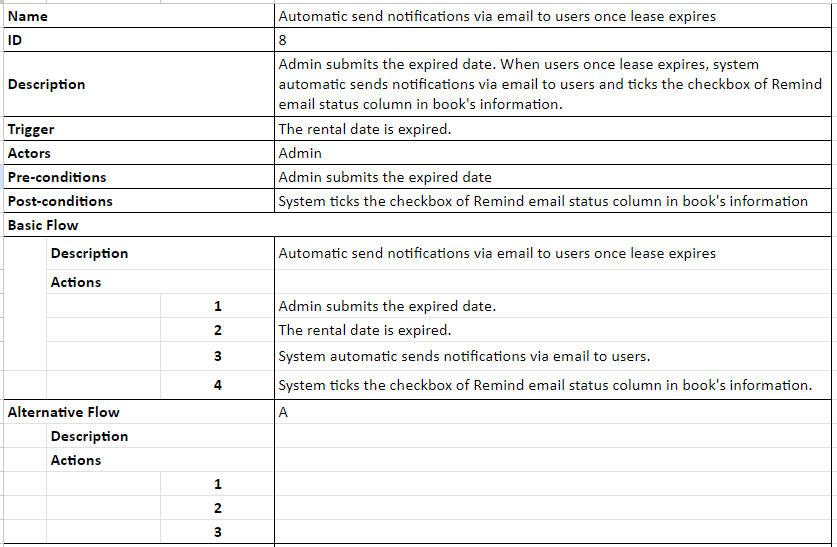 Name Automatic send notifications via email to users once lease expires
ID 8
Description Admin submits the expired date. When users once lease expires, system
automatic sends notifications via email to users and ticks the checkbox of Remind
email status column in book's information.
Trigger The rental date is expired.
Actors Admin
Pre-conditions Admin submits the expired date
Post-conditions System ticks the checkbox of Remind email status column in book's information
Basic Flow
Description Automatic send notifications via email to users once lease expires
Actions
1 Admin submits the expired date.
2 The rental date is expired.
3 System automatic sends notifications via email to users.
4 System ticks the checkbox of Remind email status column in book's information.
Alternative Flow A
Description
Actions
1
2
3